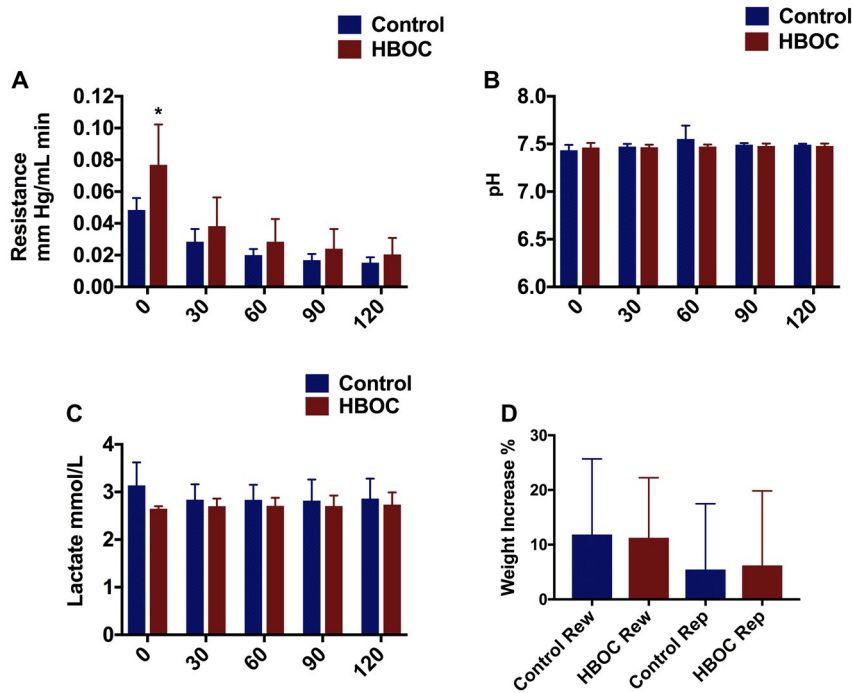 Control
HBOC
A
0.12
0.10
0.08
0.06
0.04
0.02
0.00
Resistance
mm Hg/mL min
*
0
30
60
90
120
Control
HBOC
B
8.0
7.5
7.0
6.5
6.0
pH
0
30
60
90
120
Control
HBOC
C
4
3
2
1
0
Lactate mmol/L
0
30
60
90
120
D
30
20
10
0
Weight Increase %
Control Rew
HBOC Rew
Control Rep
HBOC Rep